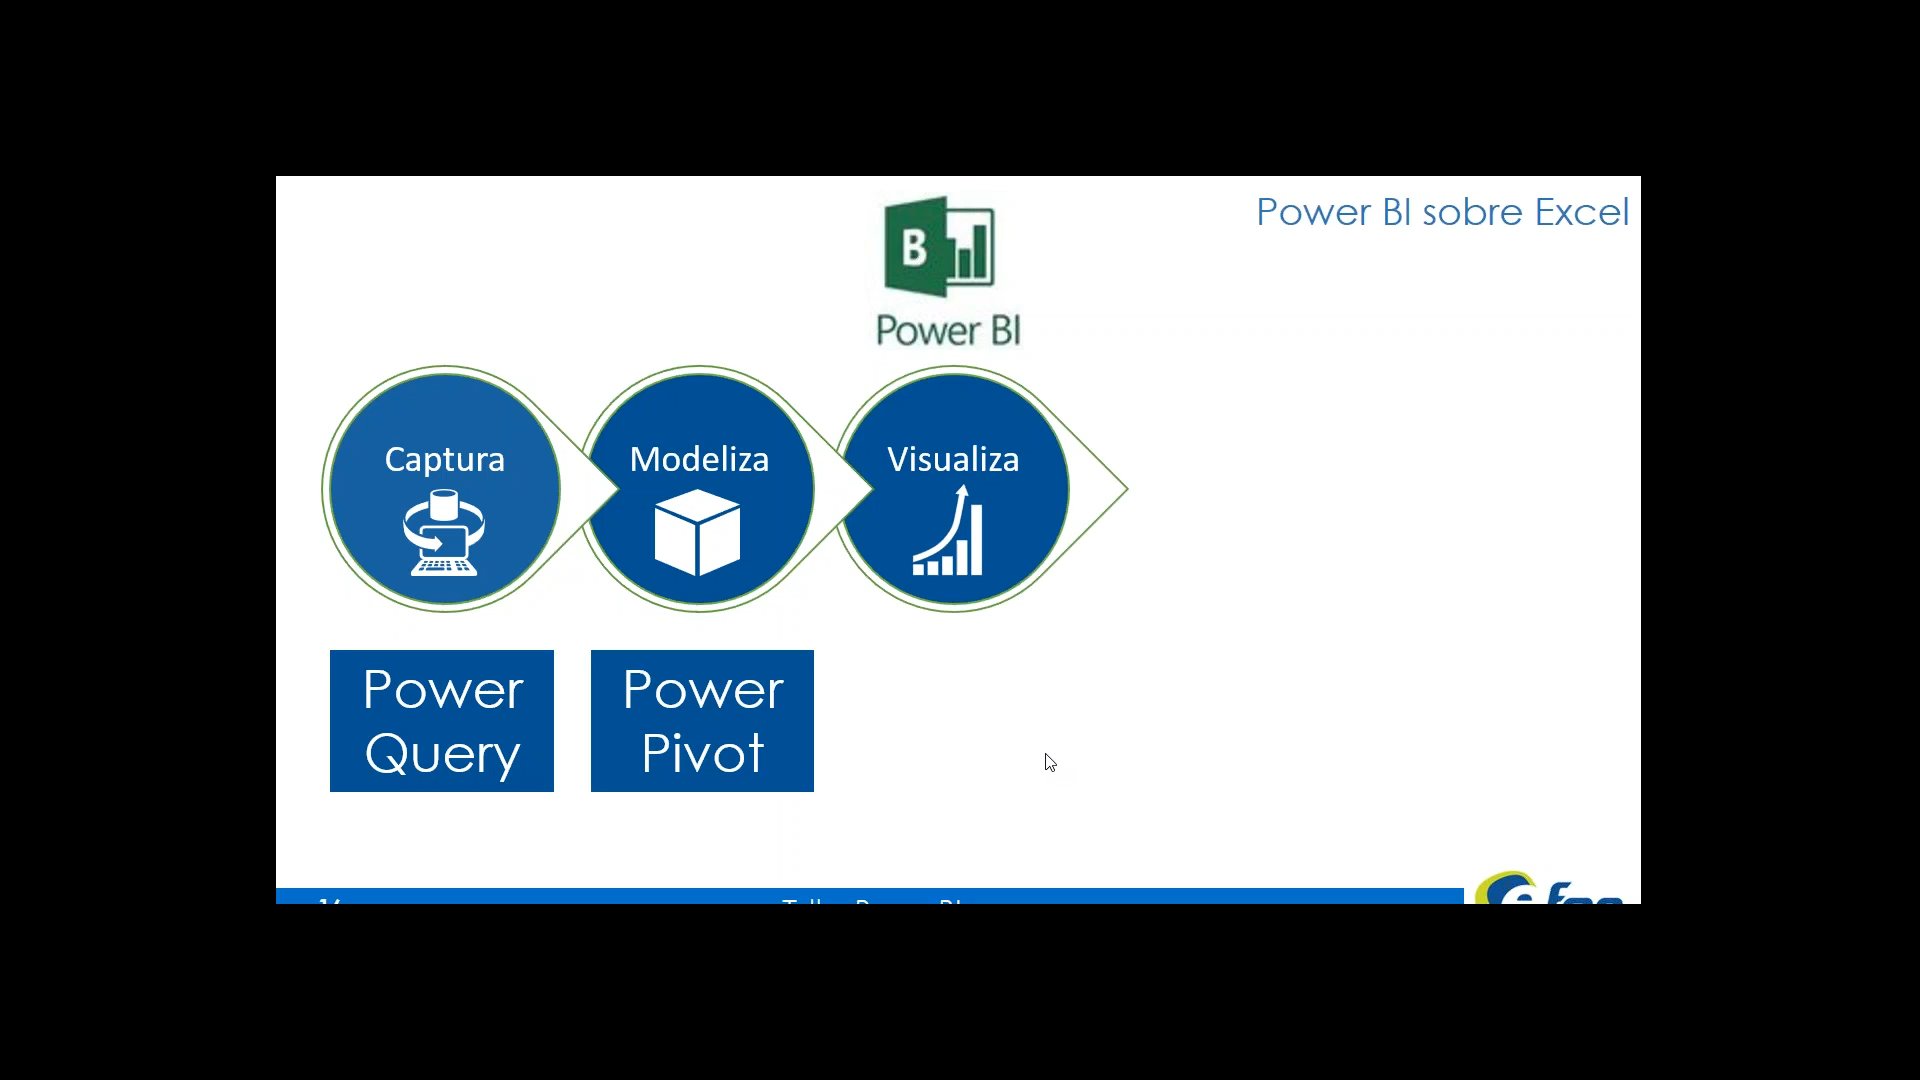 Power BI sobre Excel
B
Power BI
Captura
Modeliza
Visualiza
Power
Query
Power
Pivot